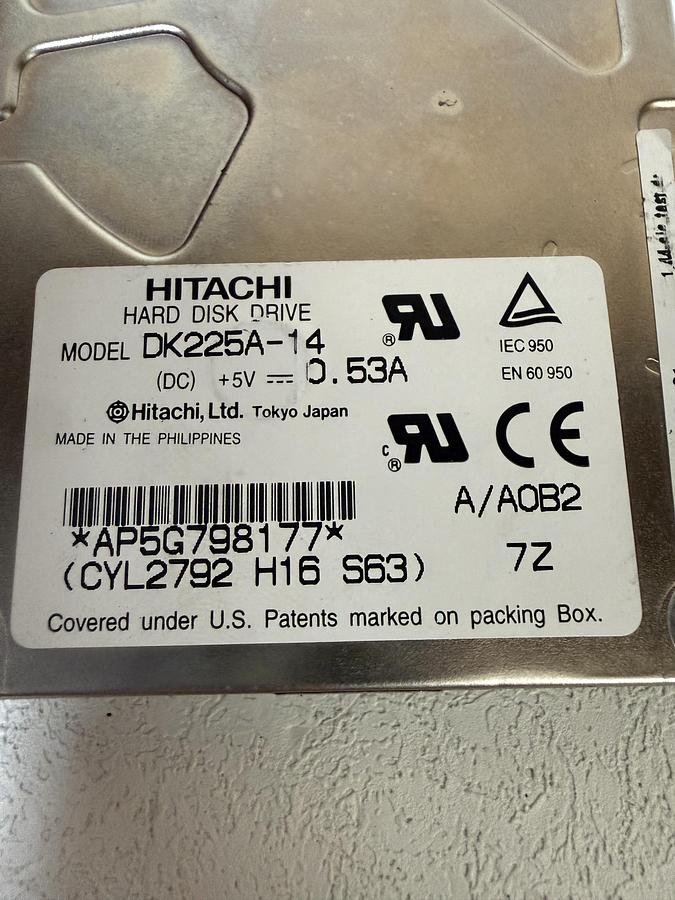 HITACHI
HARD DISK DRIVE
MODEL DK225A-14
(DC) +5V 0.53A
Hitachi, Ltd. Tokyo Japan
MADE IN THE PHILIPPINES
IEC 950
EN 60 950
CE
A/A0B2
*AP5G798177*
(CYL2792 H16 S63)
7Z
Covered under U.S. Patents marked on packing Box.